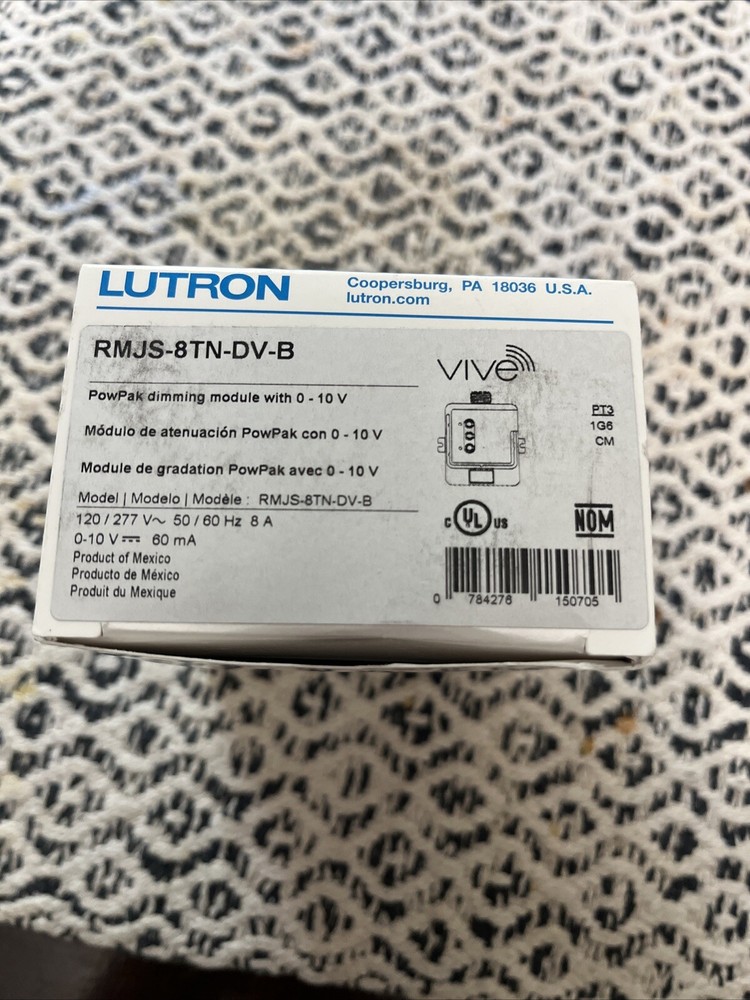 LUTRON
Coopersburg, PA 18036 U.S.A.
lutron.com
RMJS-8TN-DV-B
vive
PowPak dimming module with 0 - 10 V
PT3
1G6
CM
Módulo de atenuación PowPak con 0 - 10 V
Module de gradation PowPak avec 0 - 10 V
Model | Modelo | Modèle : RMJS-8TN-DV-B
120 / 277 V~ 50 / 60 Hz 8 A
0-10 V⎓ 60 mA
C UL US
NOM
Product of Mexico
Producto de México
Produit du Mexique
0 784276 150705